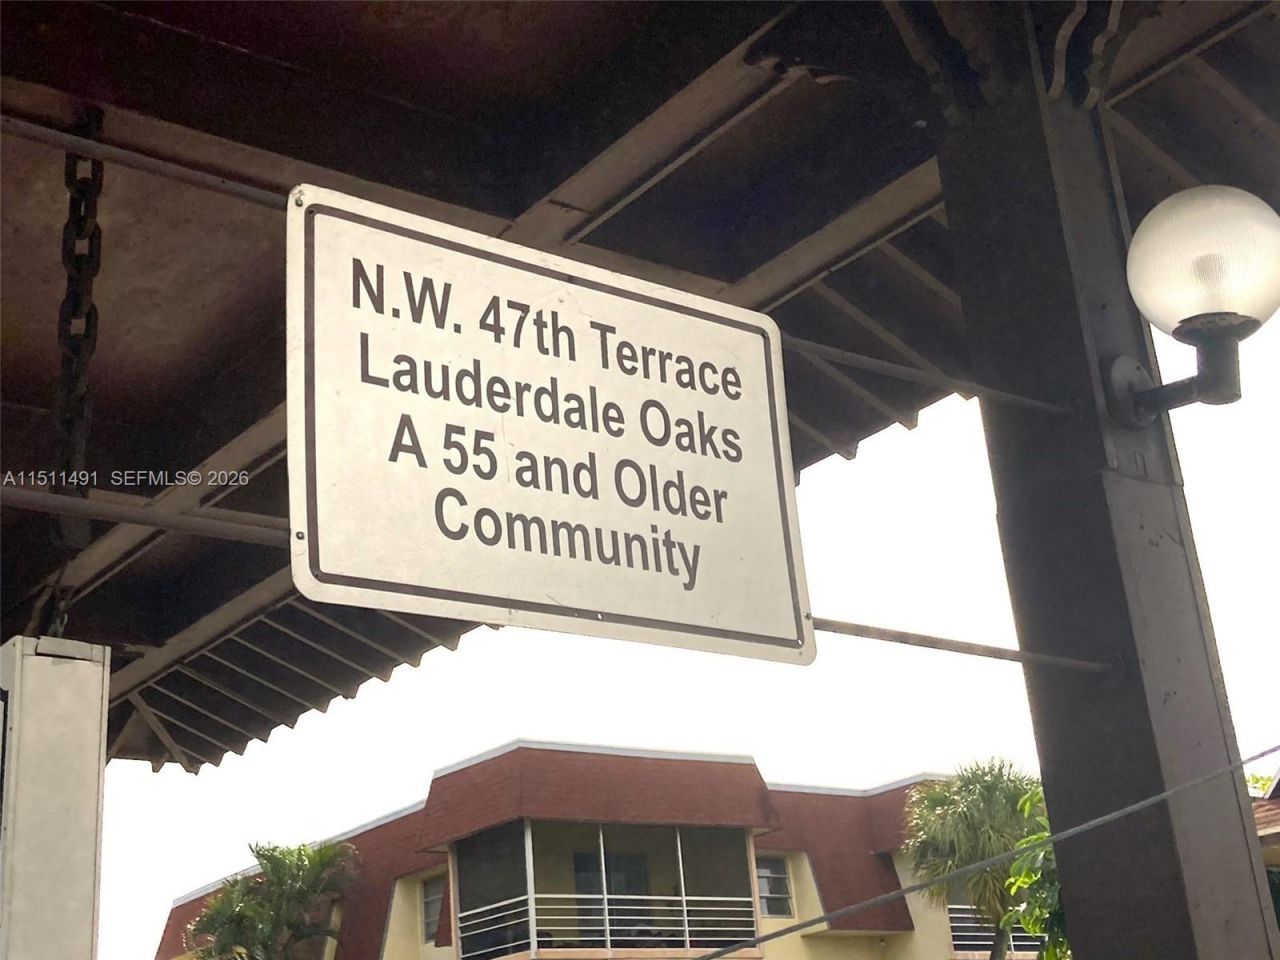 N.W. 47th Terrace
Lauderdale Oaks
A 55 and Older
Community
A11511491 SEFMLS© 2026